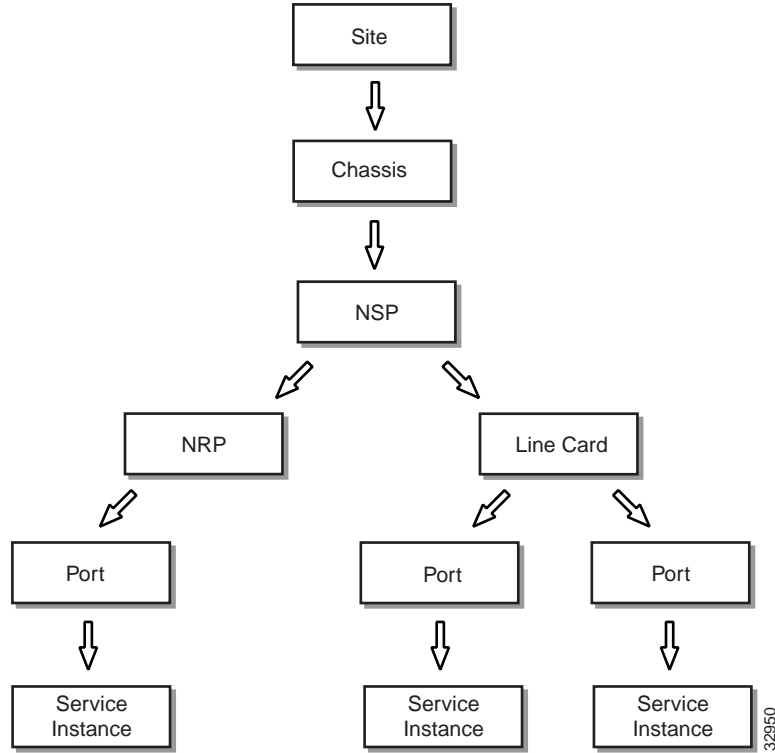 Site
Chassis
NSP
NRP
Line Card
Port
Port
Port
Service
Instance
Service
Instance
Service
Instance
32950